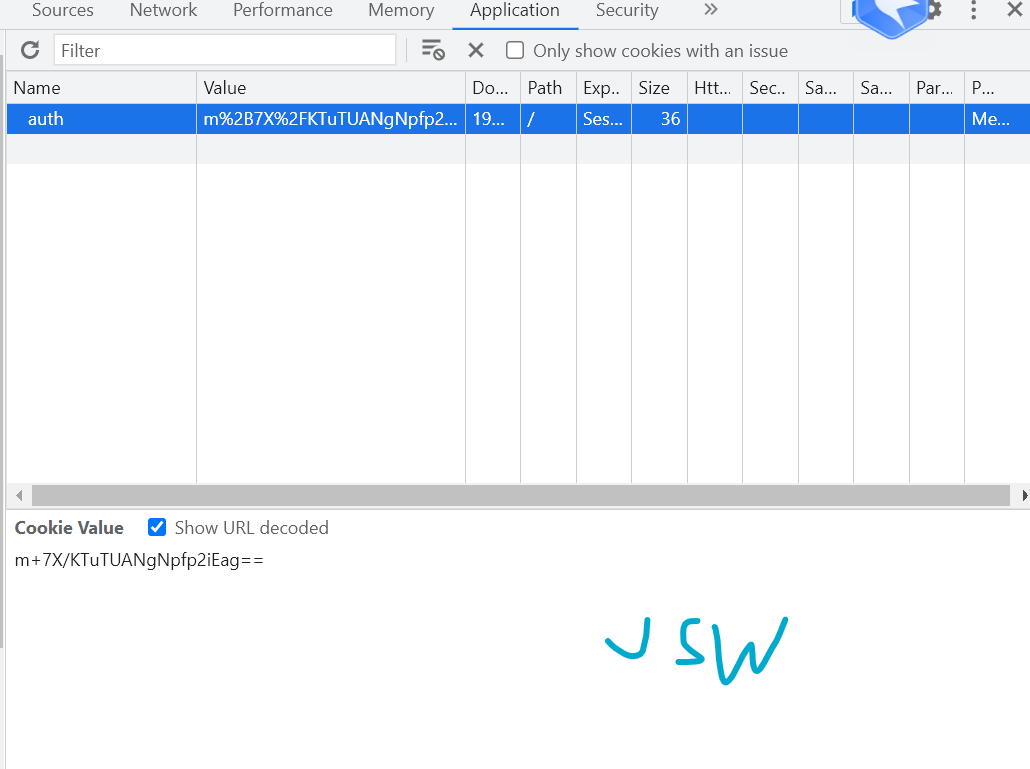 Sources Network Performance Memory Application Security »
Filter Only show cookies with an issue
Name Value Do... Path Exp.. Size Htt... Sec... Sa... Sa... Par... P...
auth m%2B7X%2FKTuTUANgNpfp2... 19... / Ses... 36 Me...
Cookie Value Show URL decoded
m+7X/KTuTUANgNpfp2iEag==
JSW